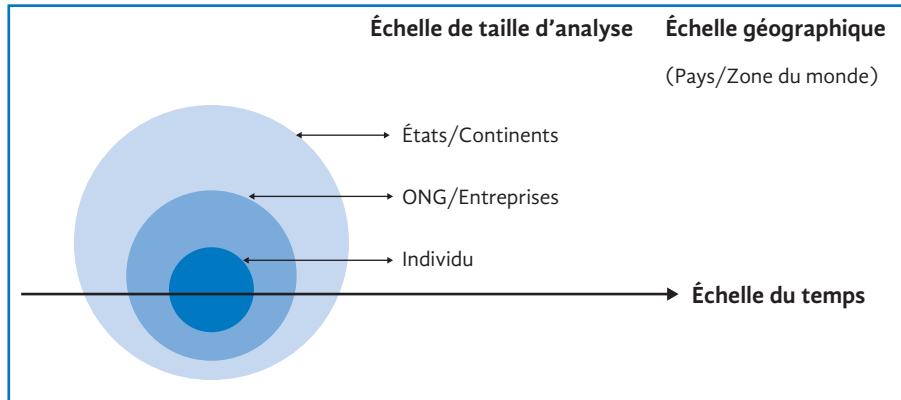 Échelle de taille d’analyse
Échelle géographique
(Pays/Zone du monde)
États/Continents
ONG/Entreprises
Individu
Échelle du temps